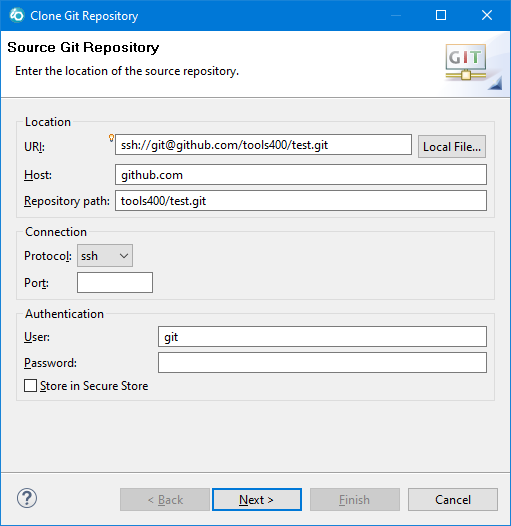 Clone Git Repository
Source Git Repository
Enter the location of the source repository.
GIT
Location
URI: ssh://git@github.com/tools400/test.git Local File...
Host: github.com
Repository path: tools400/test.git
Connection
Protocol: ssh
Port:
Authentication
User: git
Password:
Store in Secure Store
? < Back Next > Finish Cancel